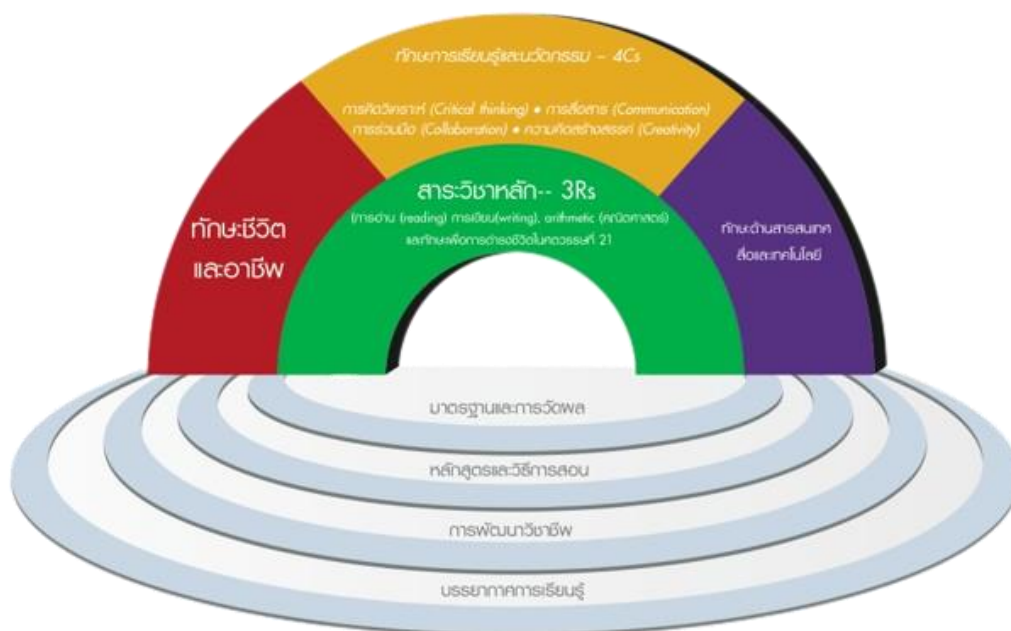 ทักษะการเรียนรู้และนวัตกรรม – 4Cs
การคิดวิเคราะห์ (Critical thinking) • การสื่อสาร (Communication)
การร่วมมือ (Collaboration) • ความคิดสร้างสรรค์ (Creativity)
สาระวิชาหลัก-- 3Rs
(การอ่าน (reading) การเขียน(writing), arithmetic (คณิตศาสตร์)
และทักษะเพื่อการดำรงชีวิตในศตวรรษที่ 21
ทักษะชีวิต
และอาชีพ
ทักษะด้านสารสนเทศ
สื่อและเทคโนโลยี
มาตรฐานและการวัดผล
หลักสูตรและวิธีการสอน
การพัฒนาวิชาชีพ
บรรยากาศการเรียนรู้